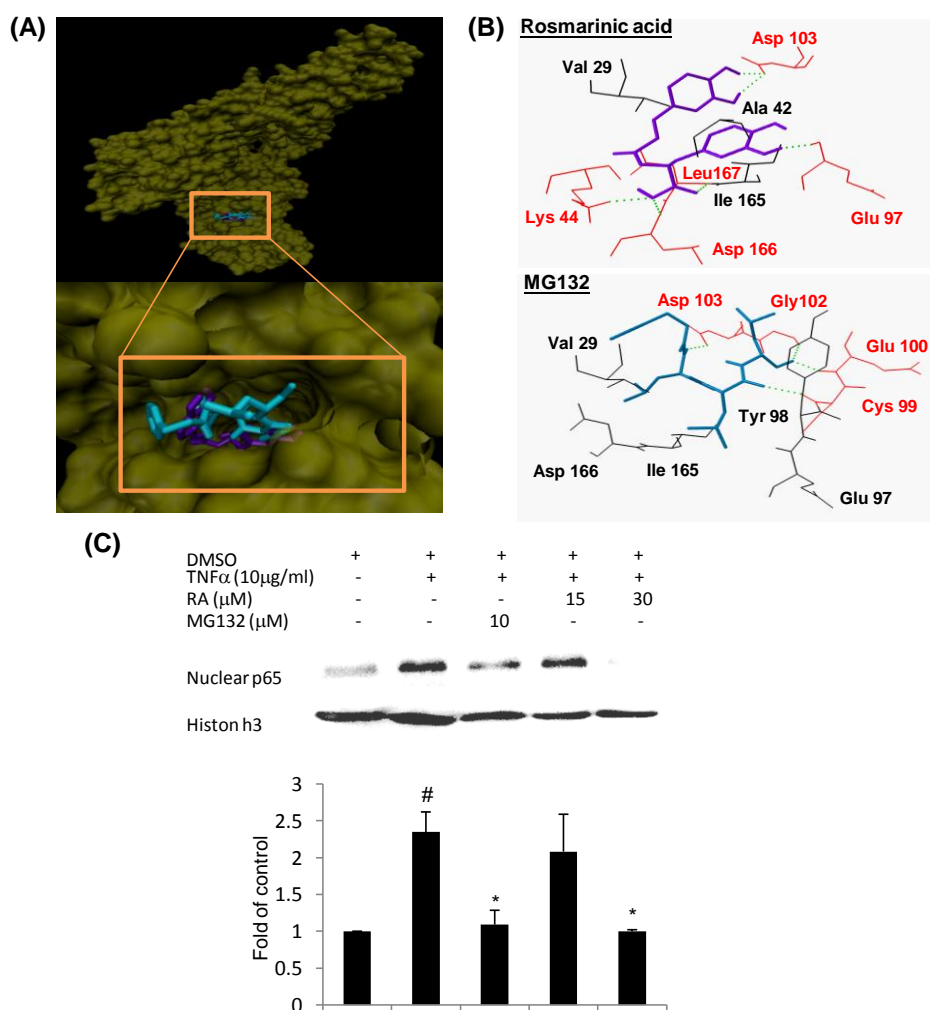 (A)
(B)
Rosmarinic acid
Asp 103
Val 29
Ala 42
Leu167
Ile 165
Lys 44
Glu 97
Asp 166
MG132
Asp 103
Gly102
Val 29
Glu 100
Tyr 98
Cys 99
Asp 166
Ile 165
Glu 97
(C)
DMSO + + + + +
TNFα (10μg/ml) - + + + +
RA (μM) - - - 15 30
MG132 (μM) - - 10 - -
Nuclear p65
Histon h3
3
2.5
2
1.5
1
0.5
0
Fold of control
#
*
*